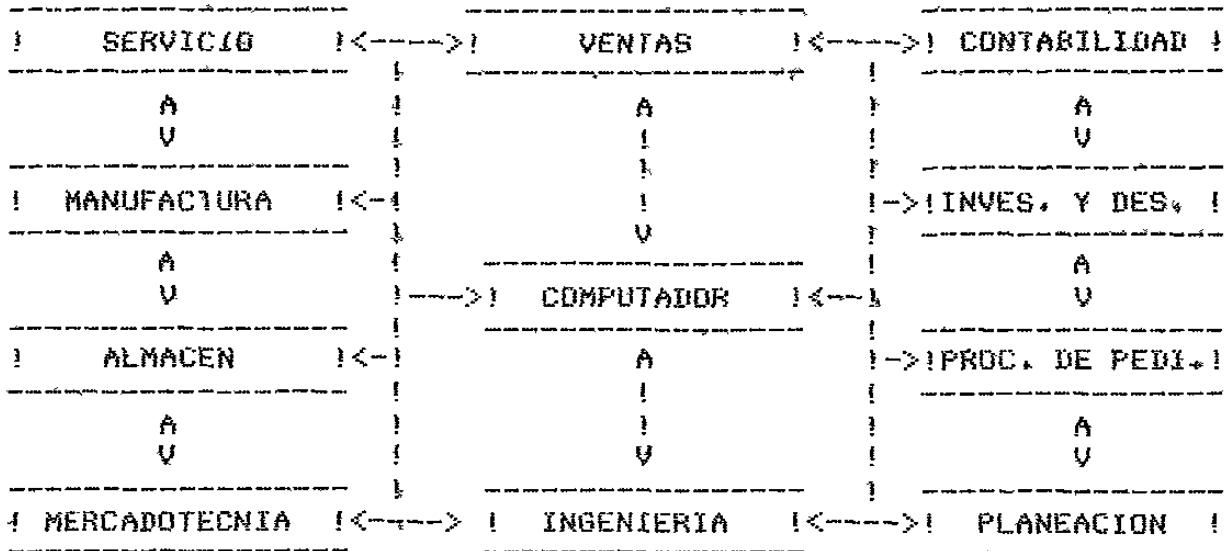 SERVICIO VENTAS CONTABILIDAD
MANUFACTURA INVES. Y DES.
COMPUTADOR
ALMACEN PROC. DE PEDI.
MERCADOTECNIA INGENIERIA PLANEACION